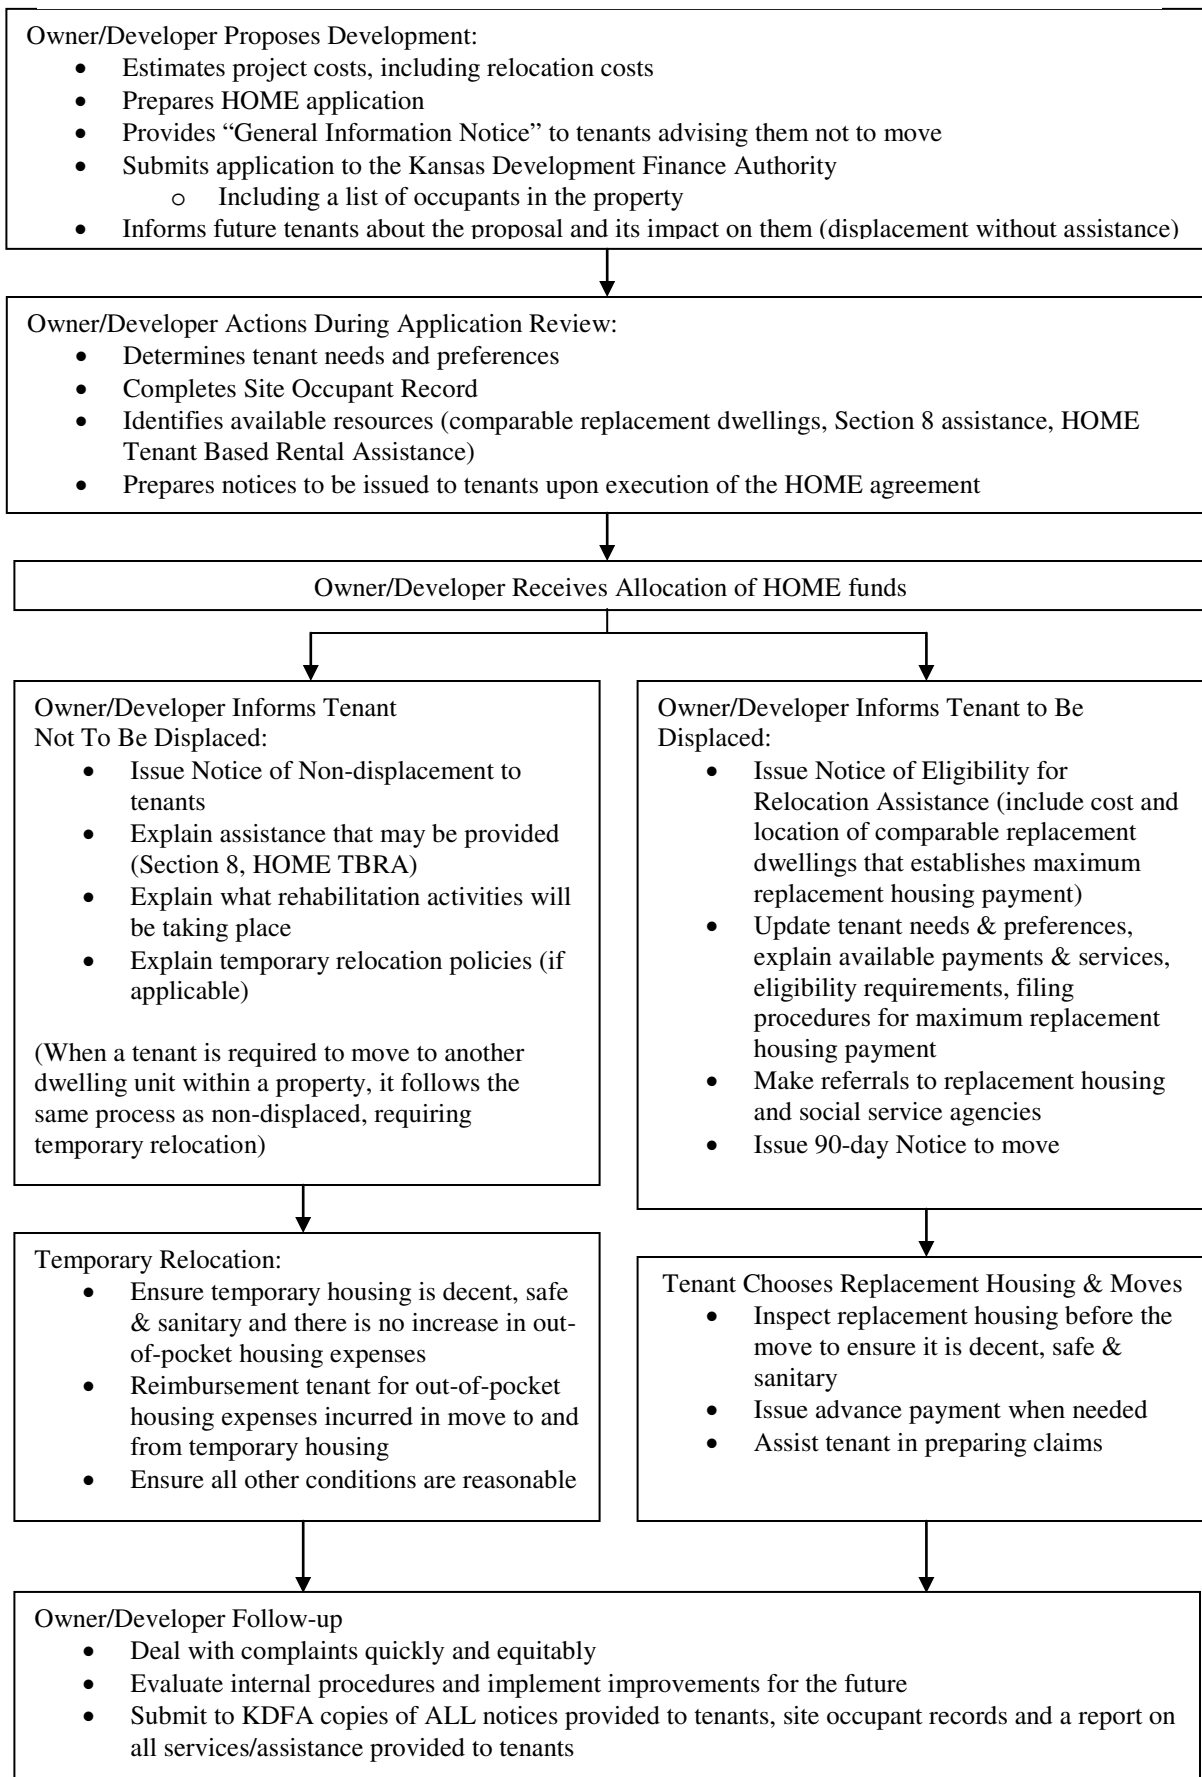 Owner/Developer Proposes Development:
• Estimates project costs, including relocation costs
• Prepares HOME application
• Provides “General Information Notice” to tenants advising them not to move
• Submits application to the Kansas Development Finance Authority
o Including a list of occupants in the property
• Informs future tenants about the proposal and its impact on them (displacement without assistance)
Owner/Developer Actions During Application Review:
• Determines tenant needs and preferences
• Completes Site Occupant Record
• Identifies available resources (comparable replacement dwellings, Section 8 assistance, HOME
Tenant Based Rental Assistance)
• Prepares notices to be issued to tenants upon execution of the HOME agreement
Owner/Developer Receives Allocation of HOME funds
Owner/Developer Informs Tenant
Not To Be Displaced:
• Issue Notice of Non-displacement to
tenants
• Explain assistance that may be provided
(Section 8, HOME TBRA)
• Explain what rehabilitation activities will
be taking place
• Explain temporary relocation policies (if
applicable)
(When a tenant is required to move to another
dwelling unit within a property, it follows the
same process as non-displaced, requiring
temporary relocation)
Owner/Developer Informs Tenant to Be
Displaced:
• Issue Notice of Eligibility for
Relocation Assistance (include cost and
location of comparable replacement
dwellings that establishes maximum
replacement housing payment)
• Update tenant needs & preferences,
explain available payments & services,
eligibility requirements, filing
procedures for maximum replacement
housing payment
• Make referrals to replacement housing
and social service agencies
• Issue 90-day Notice to move
Temporary Relocation:
• Ensure temporary housing is decent, safe
& sanitary and there is no increase in out-
of-pocket housing expenses
• Reimbursement tenant for out-of-pocket
housing expenses incurred in move to and
from temporary housing
• Ensure all other conditions are reasonable
Tenant Chooses Replacement Housing & Moves
• Inspect replacement housing before the
move to ensure it is decent, safe &
sanitary
• Issue advance payment when needed
• Assist tenant in preparing claims
Owner/Developer Follow-up
• Deal with complaints quickly and equitably
• Evaluate internal procedures and implement improvements for the future
• Submit to KDFA copies of ALL notices provided to tenants, site occupant records and a report on
all services/assistance provided to tenants